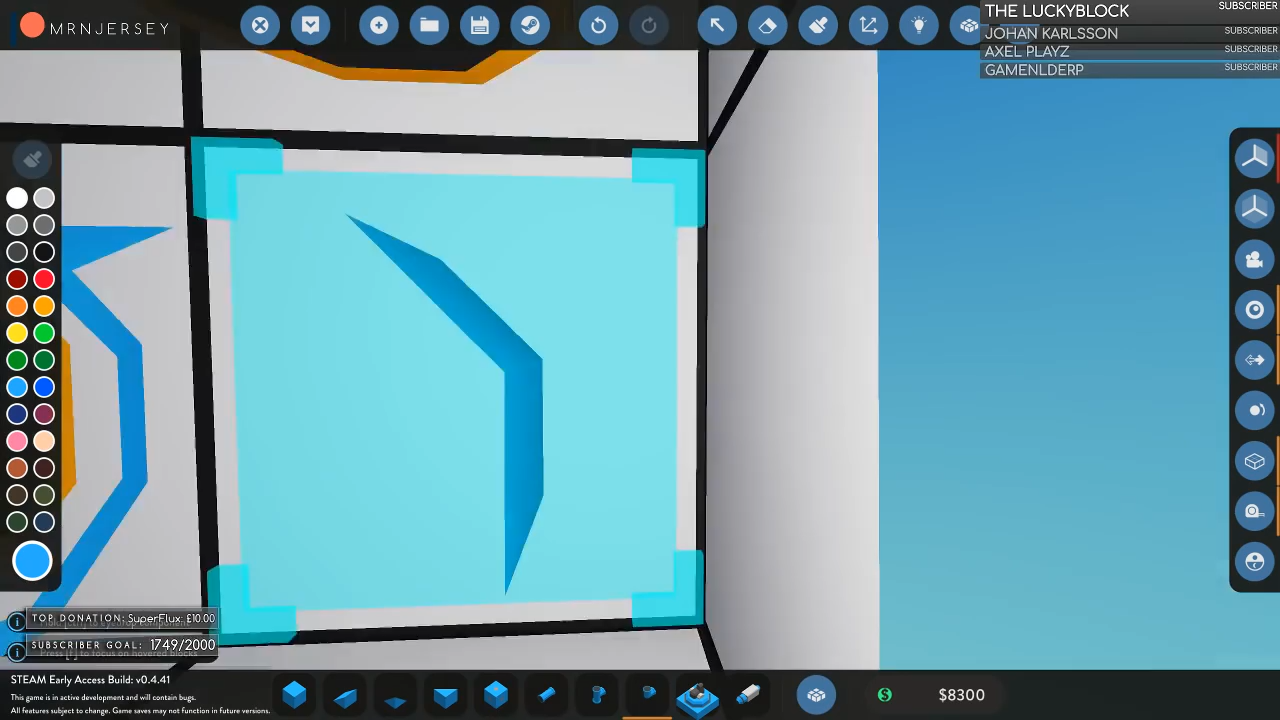 MRNJERSEY
THE LUCKYBLOCK SUBSCRIBER
JOHAN KARLSSON SUBSCRIBER
AXEL PLAYZ SUBSCRIBER
GAMENLDERP SUBSCRIBER
TOP DONATION: SuperFlux: £10.00
SUBSCRIBER GOAL: 1749/2000
STEAM Early Access Build: v0.4.41
This game is in active development and will contain bugs.
All features subject to change. Game saves may not function in future versions.
$8300